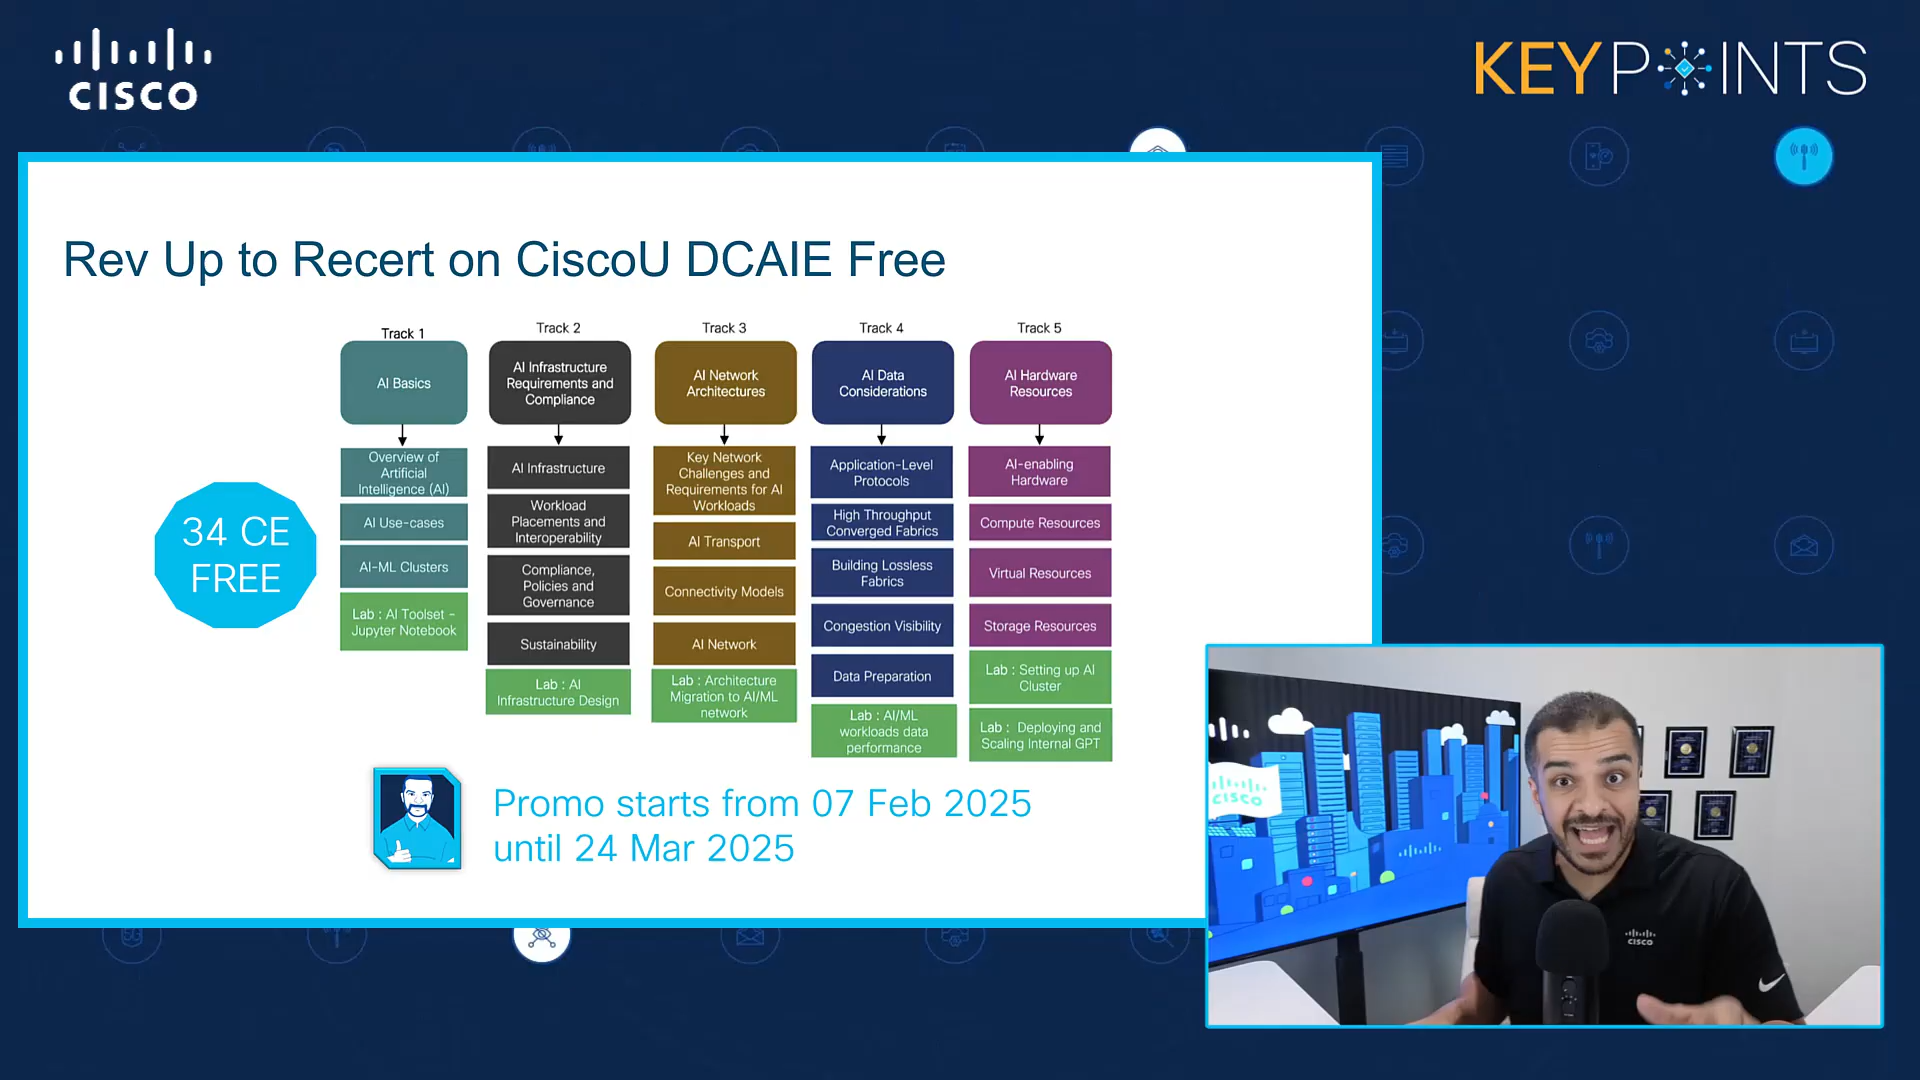 CISCO
KEYPOINTS
Rev Up to Recert on CiscoU DCAIE Free
34 CE
FREE
Track 1
AI Basics
Overview of
Artificial
Intelligence (AI)
AI Use-cases
AI-ML Clusters
Lab : AI Toolset -
Jupyter Notebook
Track 2
AI Infrastructure
Requirements and
Compliance
AI Infrastructure
Workload
Placements and
Interoperability
Compliance,
Policies and
Governance
Sustainability
Lab : AI
Infrastructure Design
Track 3
AI Network
Architectures
Key Network
Challenges and
Requirements for AI
Workloads
AI Transport
Connectivity Models
AI Network
Lab : Architecture
Migration to AI/ML
network
Track 4
AI Data
Considerations
Application-Level
Protocols
High Throughput
Converged Fabrics
Building Lossless
Fabrics
Congestion Visibility
Data Preparation
Lab : AI/ML
workloads data
performance
Track 5
AI Hardware
Resources
AI-enabling
Hardware
Compute Resources
Virtual Resources
Storage Resources
Lab : Setting up AI
Cluster
Lab : Deploying and
Scaling Internal GPT
Promo starts from 07 Feb 2025
until 24 Mar 2025
CISCO
CISCO